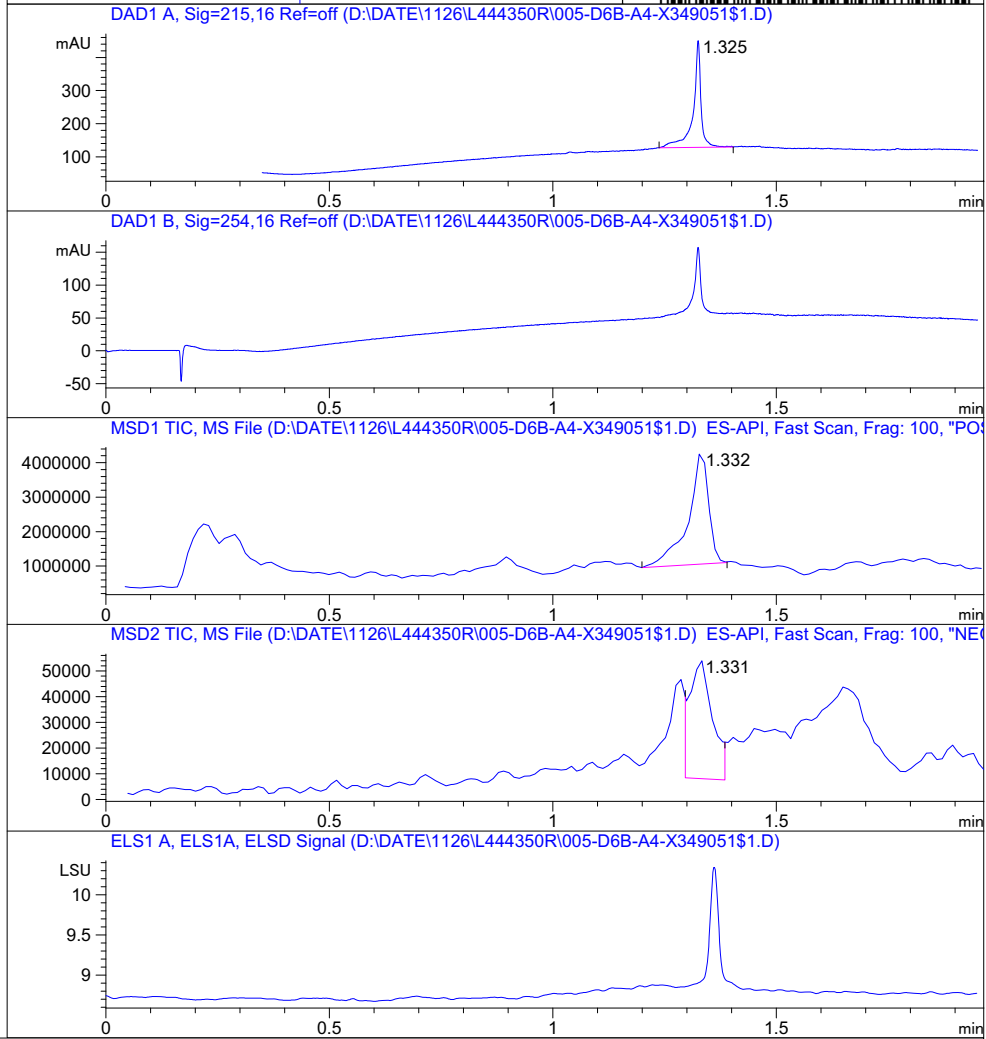 DAD1 A, Sig=215,16 Ref=off (D:\DATE\1126\L444350R\005-D6B-A4-X349051$1.D)
mAU
1.325
300
200
100
0 0.5 1 1.5 min
DAD1 B, Sig=254,16 Ref=off (D:\DATE\1126\L444350R\005-D6B-A4-X349051$1.D)
mAU
100
50
0
-50
0 0.5 1 1.5 min
MSD1 TIC, MS File (D:\DATE\1126\L444350R\005-D6B-A4-X349051$1.D) ES-API, Fast Scan, Frag: 100, "POS
4000000
1.332
3000000
2000000
1000000
0 0.5 1 1.5 min
MSD2 TIC, MS File (D:\DATE\1126\L444350R\005-D6B-A4-X349051$1.D) ES-API, Fast Scan, Frag: 100, "NEG
50000
1.331
40000
30000
20000
10000
0
0 0.5 1 1.5 min
ELS1 A, ELS1A, ELSD Signal (D:\DATE\1126\L444350R\005-D6B-A4-X349051$1.D)
LSU
10
9.5
9
0 0.5 1 1.5 min